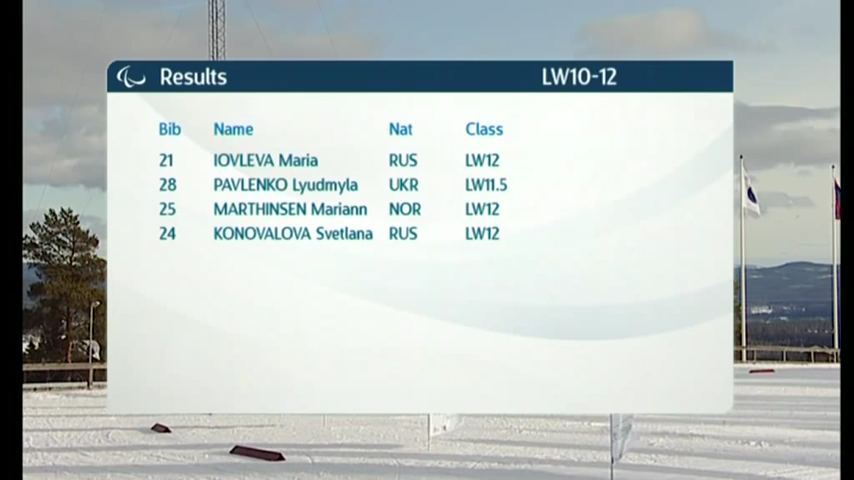 Results LW10-12
Bib Name Nat Class
21 IOVLEVA Maria RUS LW12
28 PAVLENKO Lyudmyla UKR LW11.5
25 MARTHINSEN Mariann NOR LW12
24 KONOVALOVA Svetlana RUS LW12